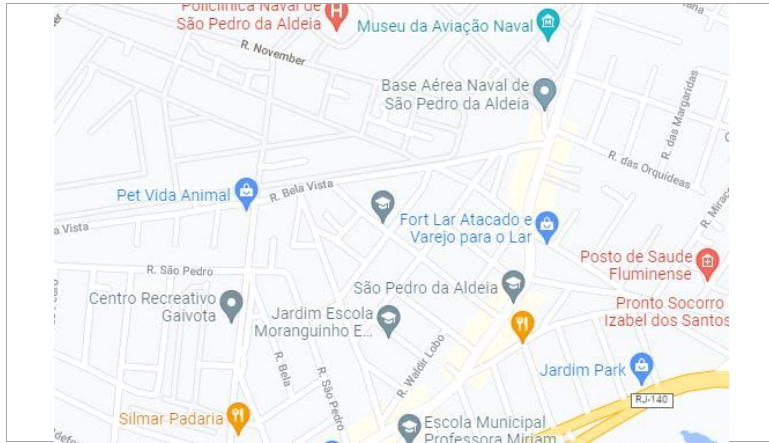 Policlínica Naval de
São Pedro da Aldeia
Museu da Aviação Naval
R. November
Base Aérea Naval de
São Pedro da Aldeia
R. das Margaridas
R. das Orquídeas
Pet Vida Animal
R. Bela Vista
a Vista
Fort Lar Atacado e
Varejo para o Lar
R. Mirac
Posto de Saude
Fluminense
R. São Pedro
São Pedro da Aldeia
Centro Recreativo
Gaivota
Jardim Escola
Moranguinho E...
Pronto Socorro
Izabel dos Santos
R. Waldir Lobo
R. Bela
R. São Pedro
Jardim Park
RJ-140
Silmar Padaria
Escola Municipal
Professora Miriam